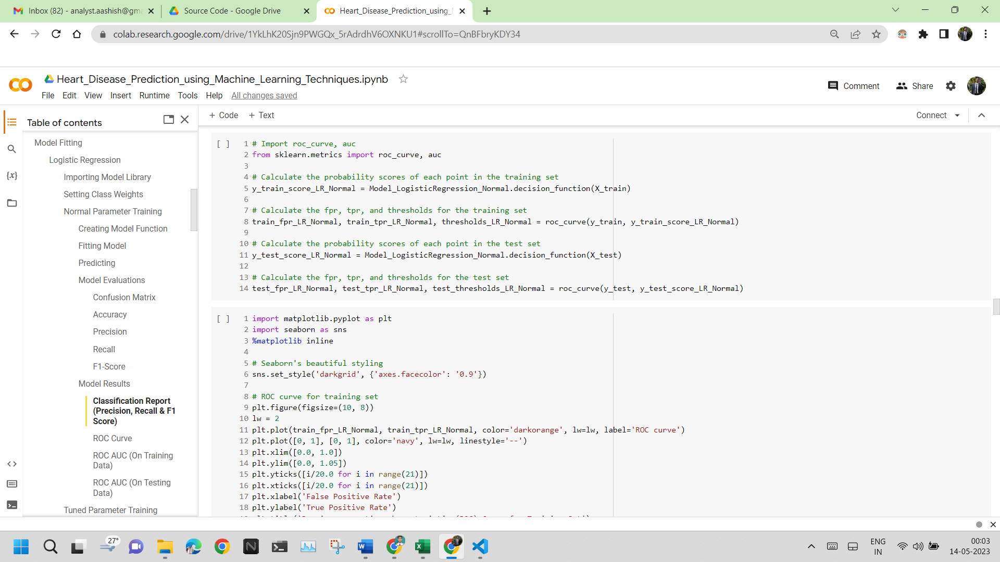 Inbox (82) - analyst.aashish@gm
Source Code - Google Drive
Heart_Disease_Prediction_using_
colab.research.google.com/drive/1YkLhK20Sjn9PWGQx_5rAdrdhV6OXNKU1#scrollTo=QnBFbryKDY34
Heart_Disease_Prediction_using_Machine_Learning_Techniques.ipynb
Comment
Share
File Edit View Insert Runtime Tools Help All changes saved
+ Code + Text
Connect
Table of contents
Model Fitting
Logistic Regression
Importing Model Library
Setting Class Weights
Normal Parameter Training
Creating Model Function
Fitting Model
Predicting
Model Evaluations
Confusion Matrix
Accuracy
Precision
Recall
F1-Score
Model Results
Classification Report
(Precision, Recall & F1
Score)
ROC Curve
ROC AUC (On Training
Data)
ROC AUC (On Testing
Data)
Tuned Parameter Training
[ ]
1 # Import roc_curve, auc
2 from sklearn.metrics import roc_curve, auc
3
4 # Calculate the probability scores of each point in the training set
5 y_train_score_LR_Normal = Model_LogisticRegression_Normal.decision_function(X_train)
6
7 # Calculate the fpr, tpr, and thresholds for the training set
8 train_fpr_LR_Normal, train_tpr_LR_Normal, thresholds_LR_Normal = roc_curve(y_train, y_train_score_LR_Normal)
9
10 # Calculate the probability scores of each point in the test set
11 y_test_score_LR_Normal = Model_LogisticRegression_Normal.decision_function(X_test)
12
13 # Calculate the fpr, tpr, and thresholds for the test set
14 test_fpr_LR_Normal, test_tpr_LR_Normal, test_thresholds_LR_Normal = roc_curve(y_test, y_test_score_LR_Normal)
[ ]
1 import matplotlib.pyplot as plt
2 import seaborn as sns
3 %matplotlib inline
4
5 # Seaborn's beautiful styling
6 sns.set_style('darkgrid', {'axes.facecolor': '0.9'})
7
8 # ROC curve for training set
9 plt.figure(figsize=(10, 8))
10 lw = 2
11 plt.plot(train_fpr_LR_Normal, train_tpr_LR_Normal, color='darkorange', lw=lw, label='ROC curve')
12 plt.plot([0, 1], [0, 1], color='navy', lw=lw, linestyle='--')
13 plt.xlim([0.0, 1.0])
14 plt.ylim([0.0, 1.05])
15 plt.yticks([i/20.0 for i in range(21)])
16 plt.xticks([i/20.0 for i in range(21)])
17 plt.xlabel('False Positive Rate')
18 plt.ylabel('True Positive Rate')
27°
ENG
IN
00:03
14-05-2023